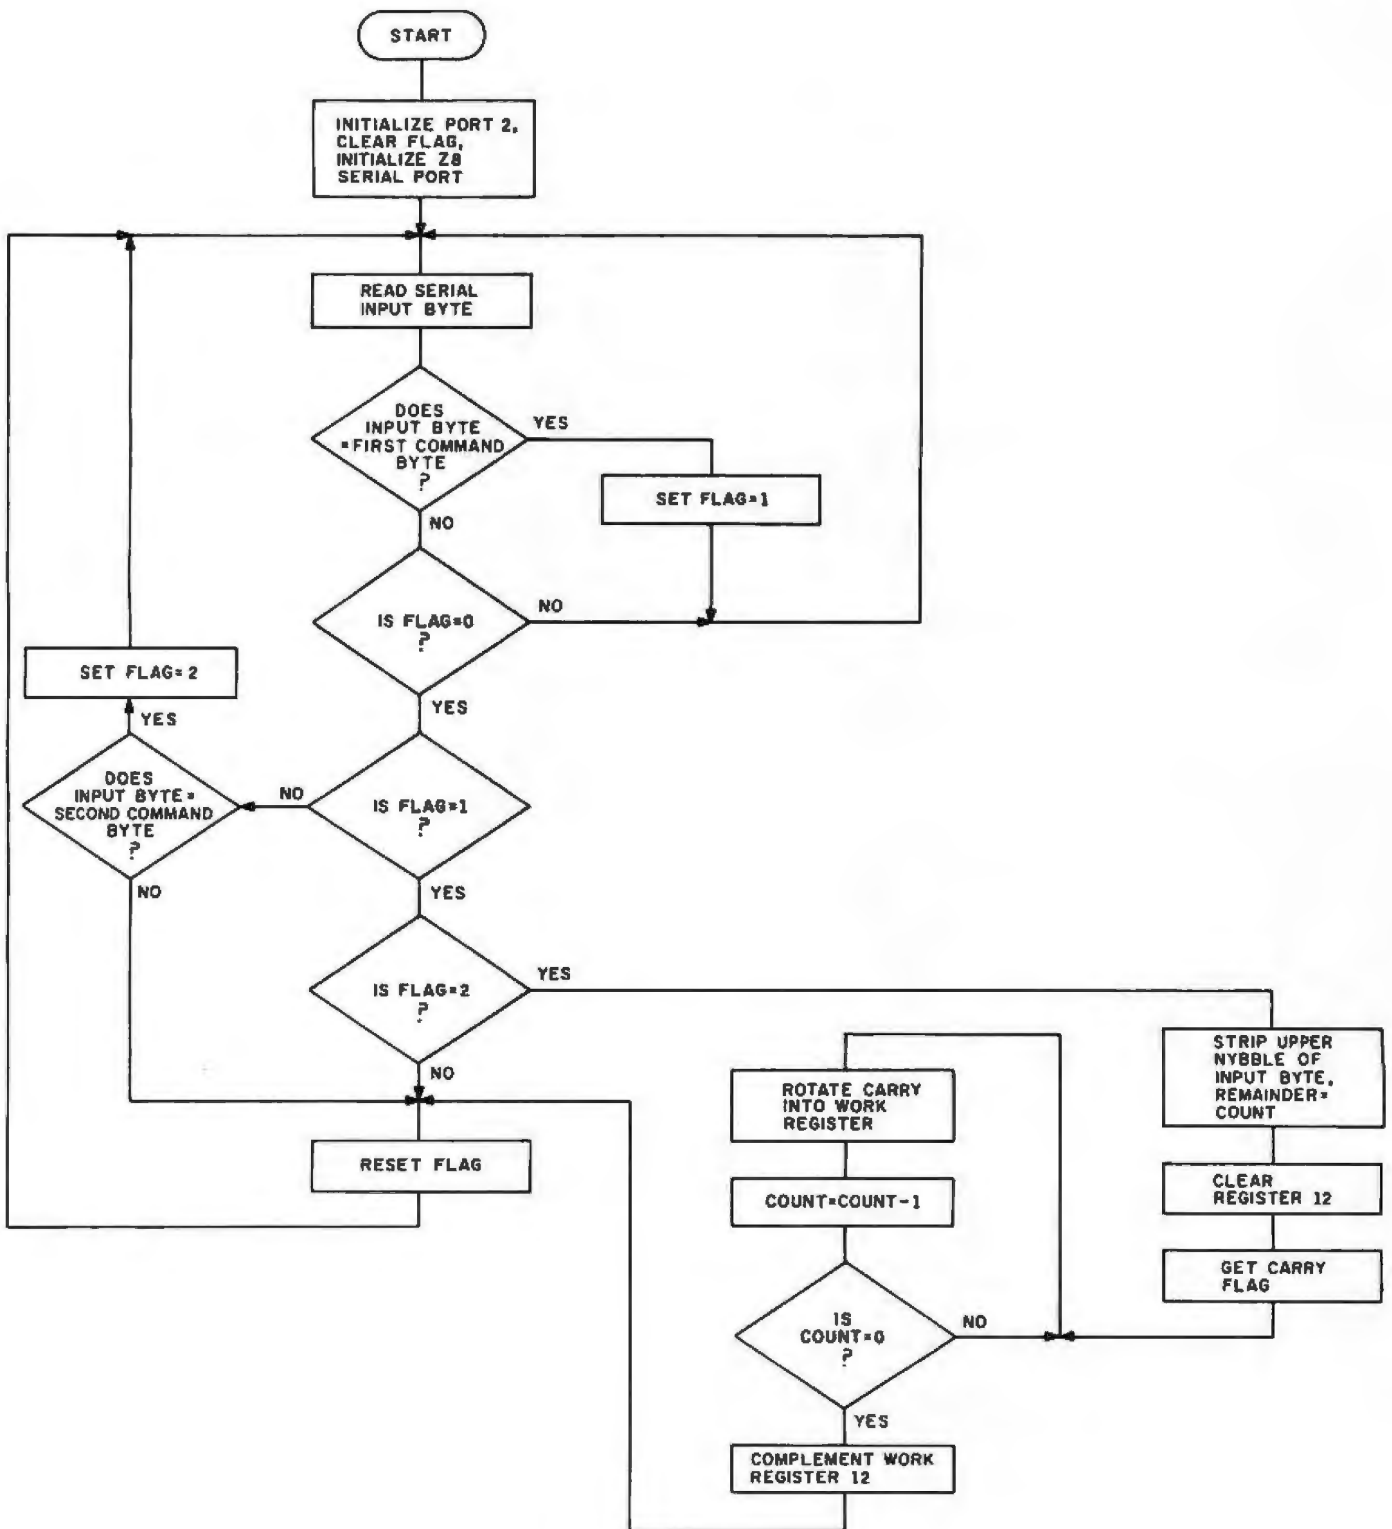 START
INITIALIZE PORT 2,
CLEAR FLAG,
INITIALIZE Z8
SERIAL PORT
READ SERIAL
INPUT BYTE
DOES
INPUT BYTE
=FIRST COMMAND
BYTE
?
YES
SET FLAG=1
NO
IS FLAG=0
?
NO
YES
SET FLAG=2
YES
DOES
INPUT BYTE=
SECOND COMMAND
BYTE
?
NO
NO
IS FLAG=1
?
YES
IS FLAG=2
?
YES
NO
RESET FLAG
STRIP UPPER
NYBBLE OF
INPUT BYTE,
REMAINDER=
COUNT
CLEAR
REGISTER 12
GET CARRY
FLAG
ROTATE CARRY
INTO WORK
REGISTER
COUNT=COUNT-1
IS
COUNT=0
?
NO
YES
COMPLEMENT WORK
REGISTER 12